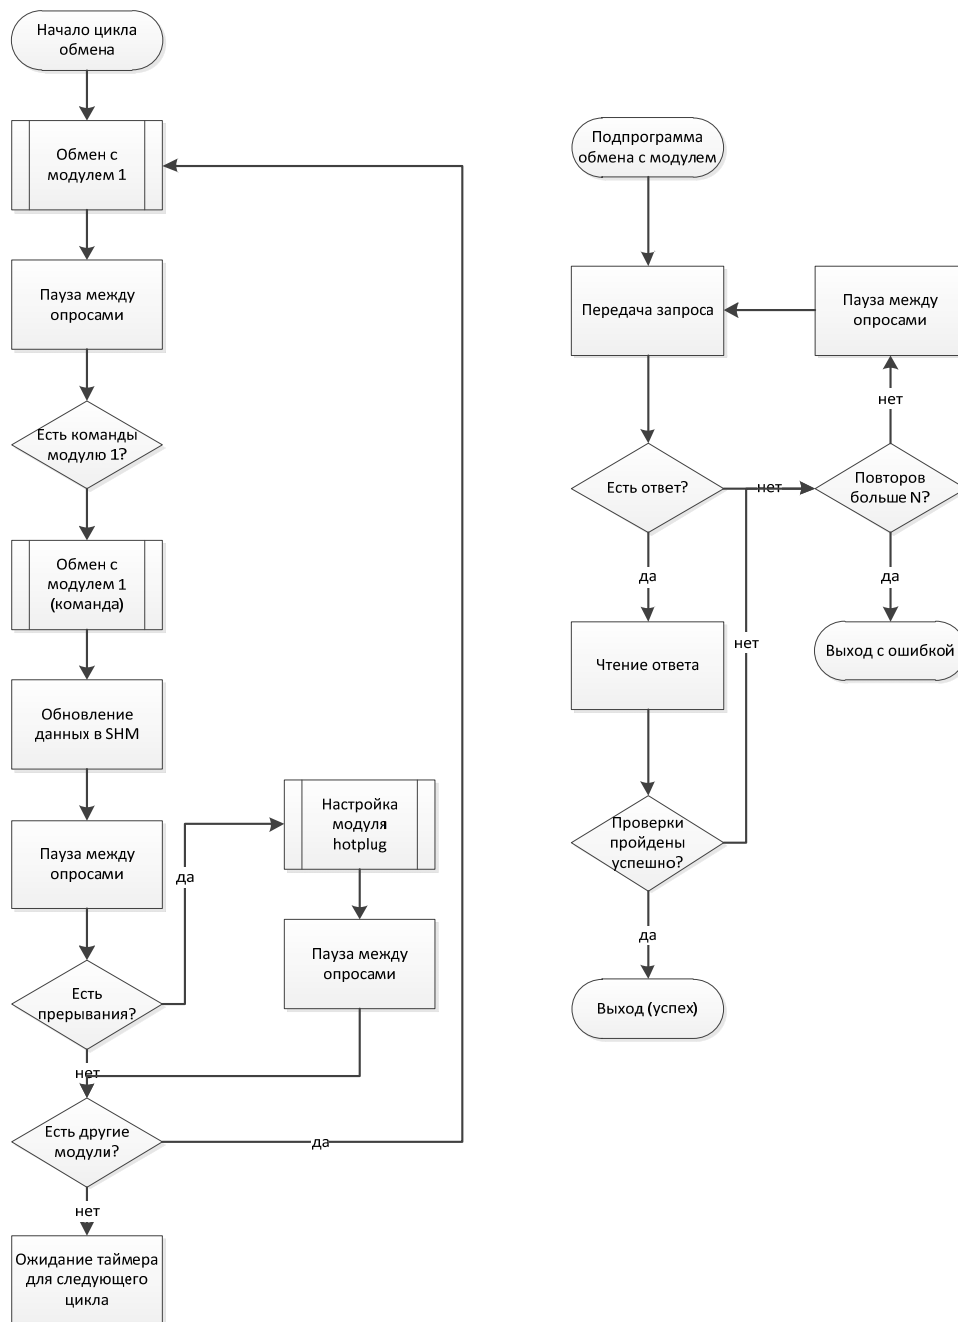 Начало цикла
обмена
Обмен с
модулем 1
Пауза между
опросами
Есть команды
модулю 1?
Обмен с
модулем 1
(команда)
Обновление
данных в SHM
Пауза между
опросами
Есть
прерывания?
да
нет
Настройка
модуля
hotplug
Пауза между
опросами
Есть другие
модули?
да
нет
Ожидание таймера
для следующего
цикла
Подпрограмма
обмена с модулем
Передача запроса
Пауза между
опросами
нет
Есть ответ?
нет
Повторов
больше N?
да
да
Выход с ошибкой
Чтение ответа
нет
Проверки
пройдены
успешно?
да
Выход (успех)